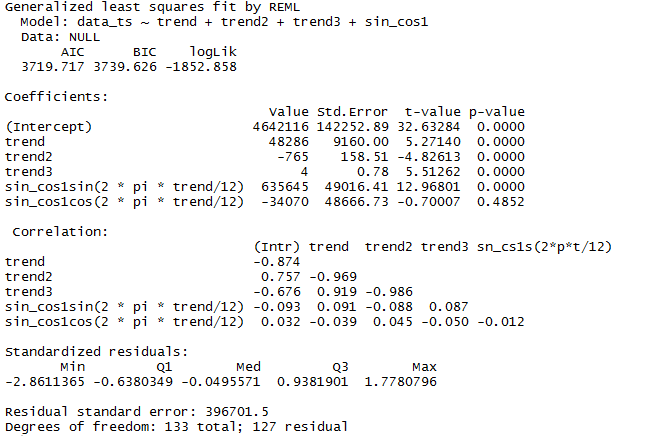 Generalized least squares fit by REML
  Model: data_ts ~ trend + trend2 + trend3 + sin_cos1
  Data: NULL
       AIC      BIC    logLik
  3719.717 3739.626 -1852.858

Coefficients:
                                Value Std.Error  t-value p-value
(Intercept)                   4642116 142252.89 32.63284  0.0000
trend                           48286   9160.00  5.27140  0.0000
trend2                           -765    158.51 -4.82613  0.0000
trend3                              4      0.78  5.51262  0.0000
sin_cos1sin(2 * pi * trend/12)  635645  49016.41 12.96801  0.0000
sin_cos1cos(2 * pi * trend/12)  -34070  48666.73 -0.70007  0.4852

 Correlation:
                               (Intr) trend  trend2 trend3 sn_cs1s(2*p*t/12)
trend                          -0.874
trend2                          0.757 -0.969
trend3                         -0.676  0.919 -0.986
sin_cos1sin(2 * pi * trend/12) -0.093  0.091 -0.088  0.087
sin_cos1cos(2 * pi * trend/12)  0.032 -0.039  0.045 -0.050 -0.012

Standardized residuals:
       Min         Q1        Med         Q3        Max
-2.8611365 -0.6380349 -0.0495571  0.9381901  1.7780796

Residual standard error: 396701.5
Degrees of freedom: 133 total; 127 residual